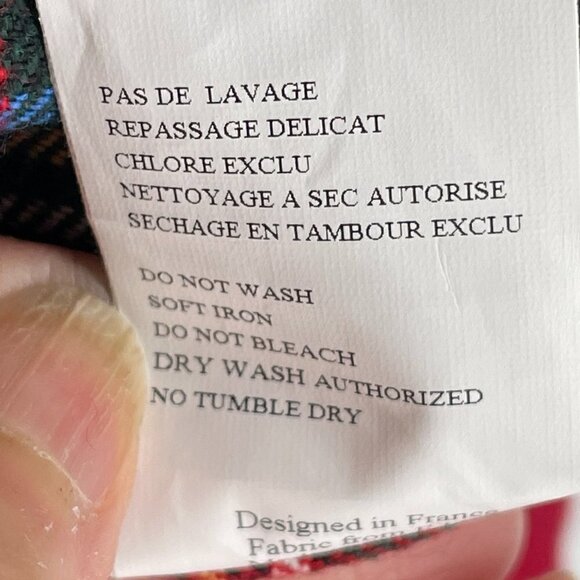 PAS DE LAVAGE
REPASSAGE DELICAT
CHLORE EXCLU
NETTOYAGE A SEC AUTORISE
SECHAGE EN TAMBOUR EXCLU
DO NOT WASH
SOFT IRON
DO NOT BLEACH
DRY WASH AUTHORIZED
NO TUMBLE DRY
Designed in France
Fabric from